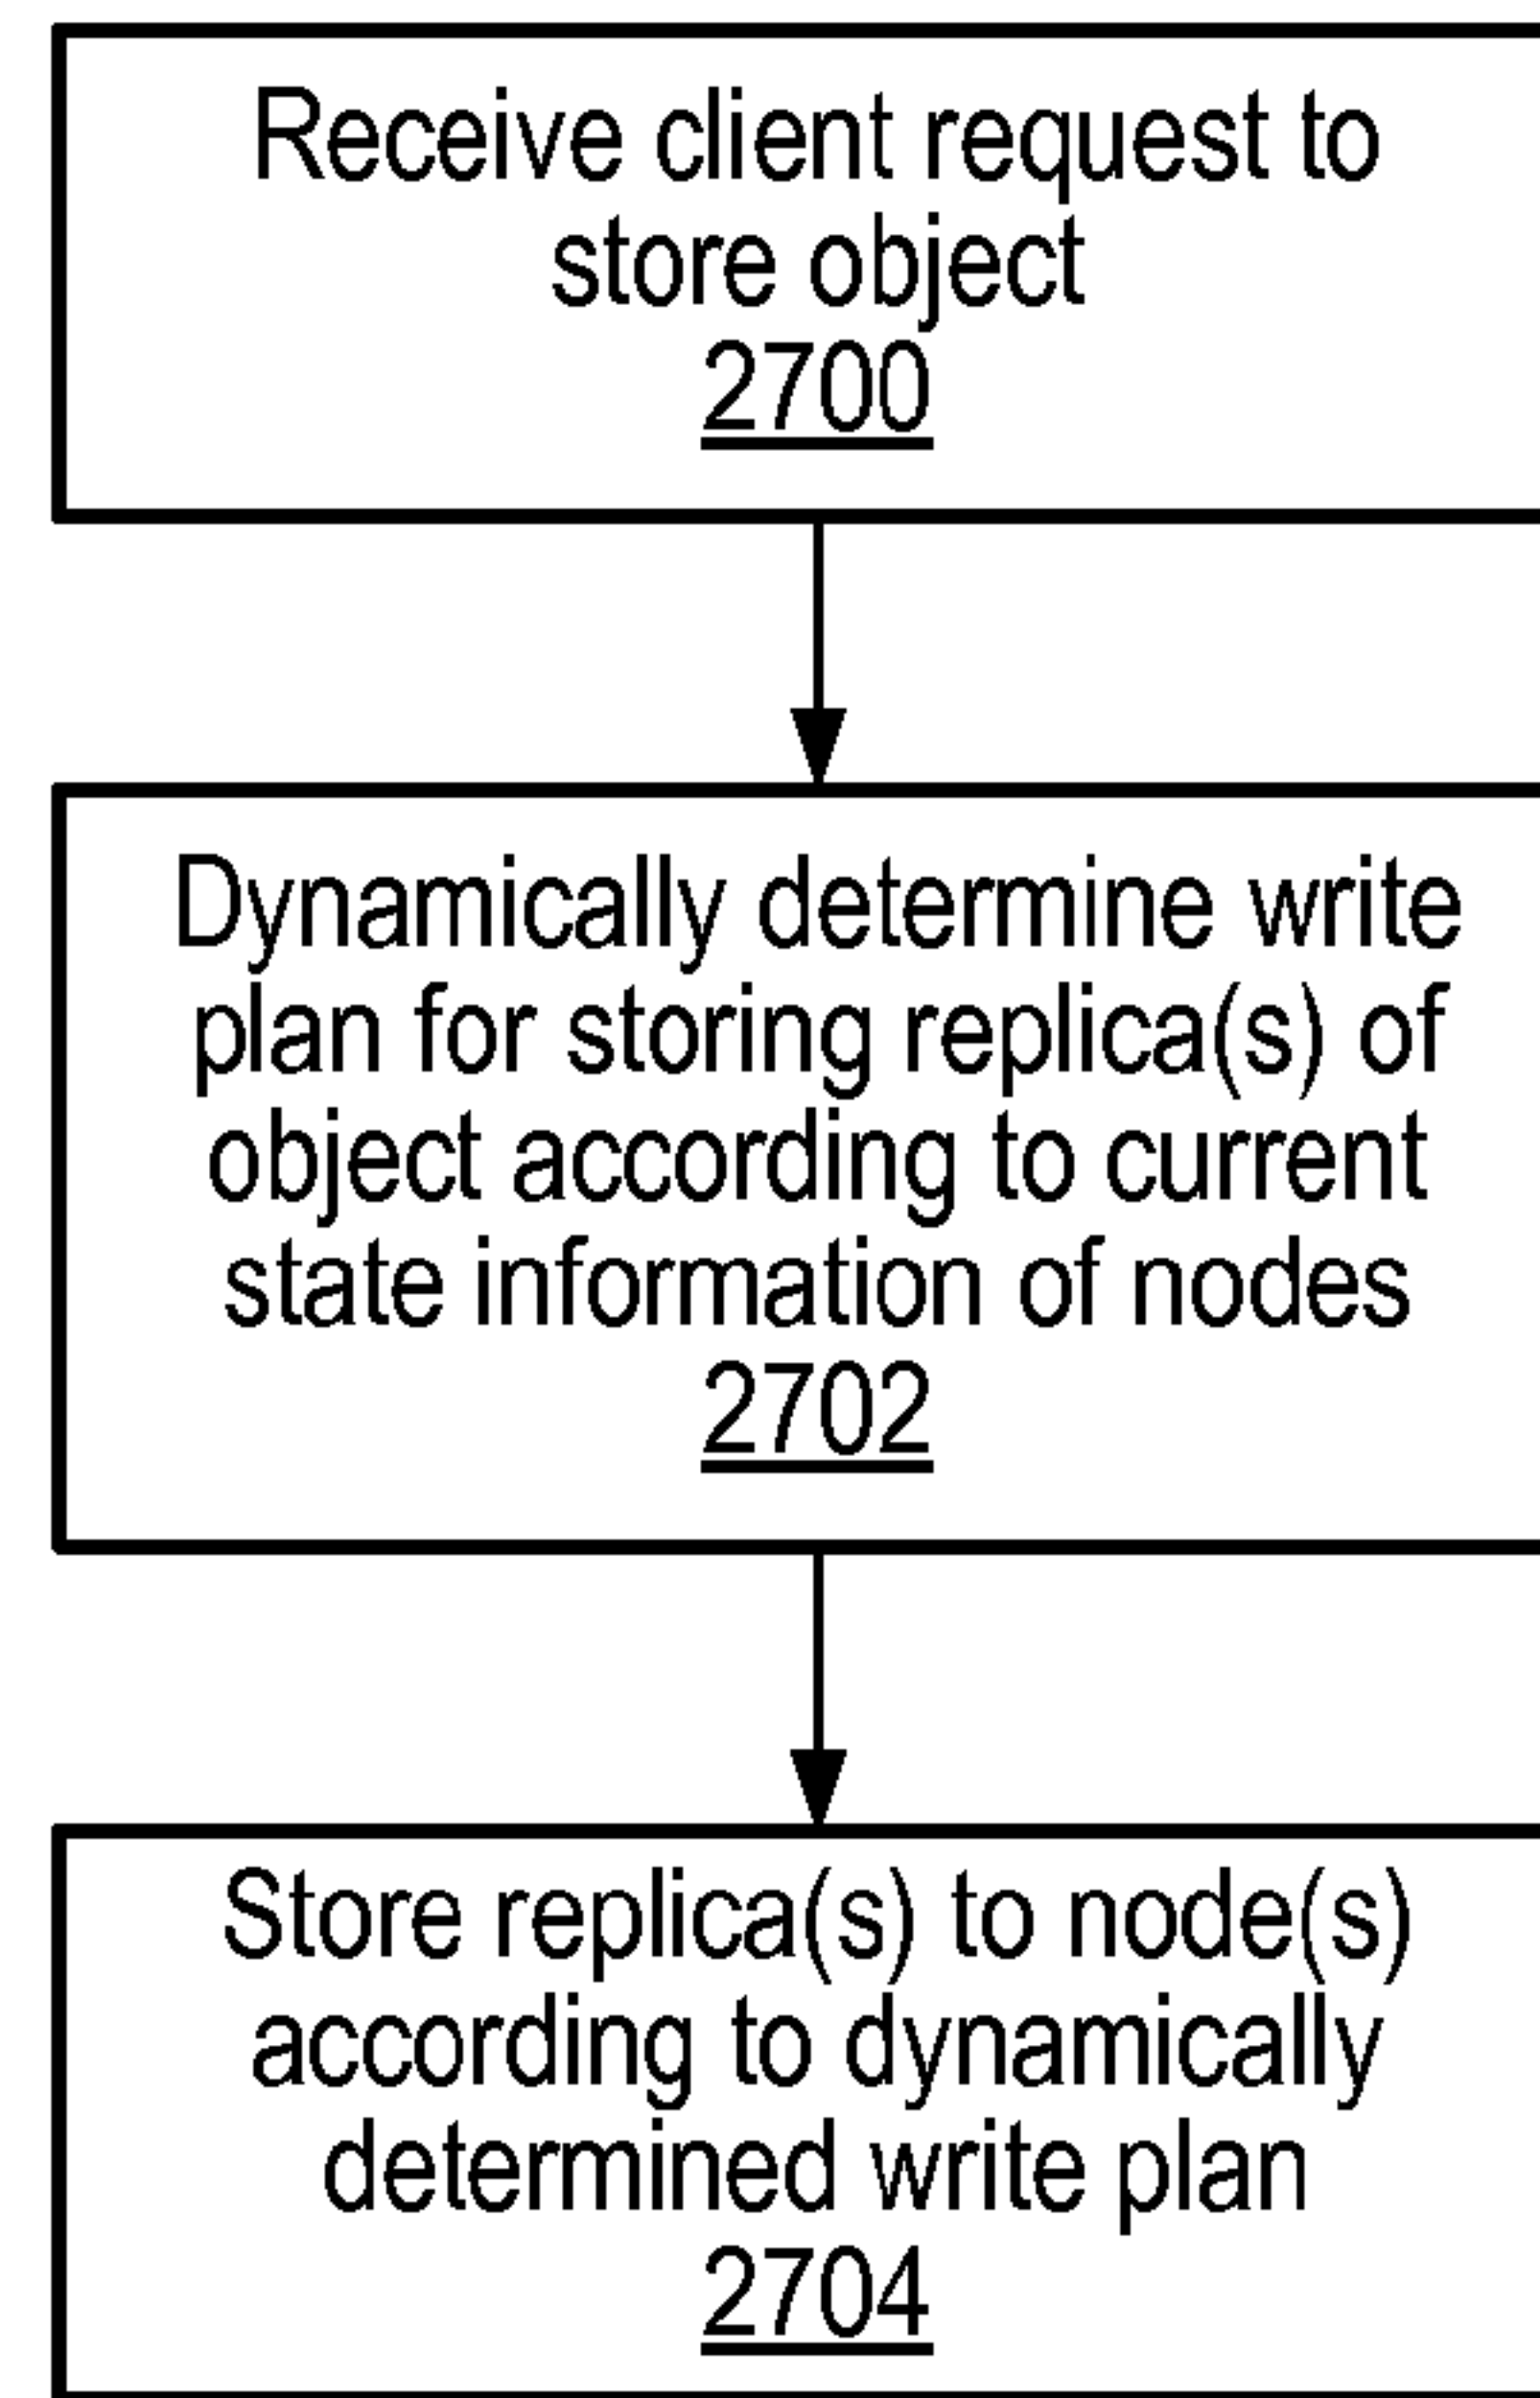 Receive client request to
store object
2700
Dynamically determine write
plan for storing replica(s) of
object according to current
state information of nodes
2702
Store replica(s) to node(s)
according to dynamically
determined write plan
2704